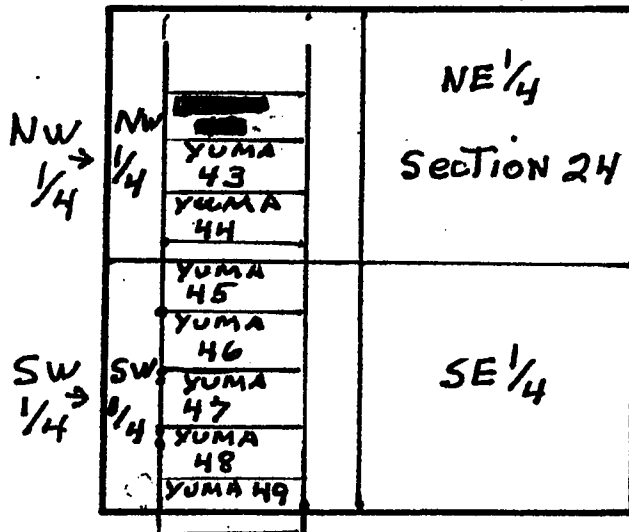 NE 1/4
Section 24
NW
1/4
NW
1/4
YUMA
43
YUMA
44
YUMA
45
YUMA
46
SW
1/4
SW
1/4
YUMA
47
YUMA
48
YUMA 49
SE 1/4